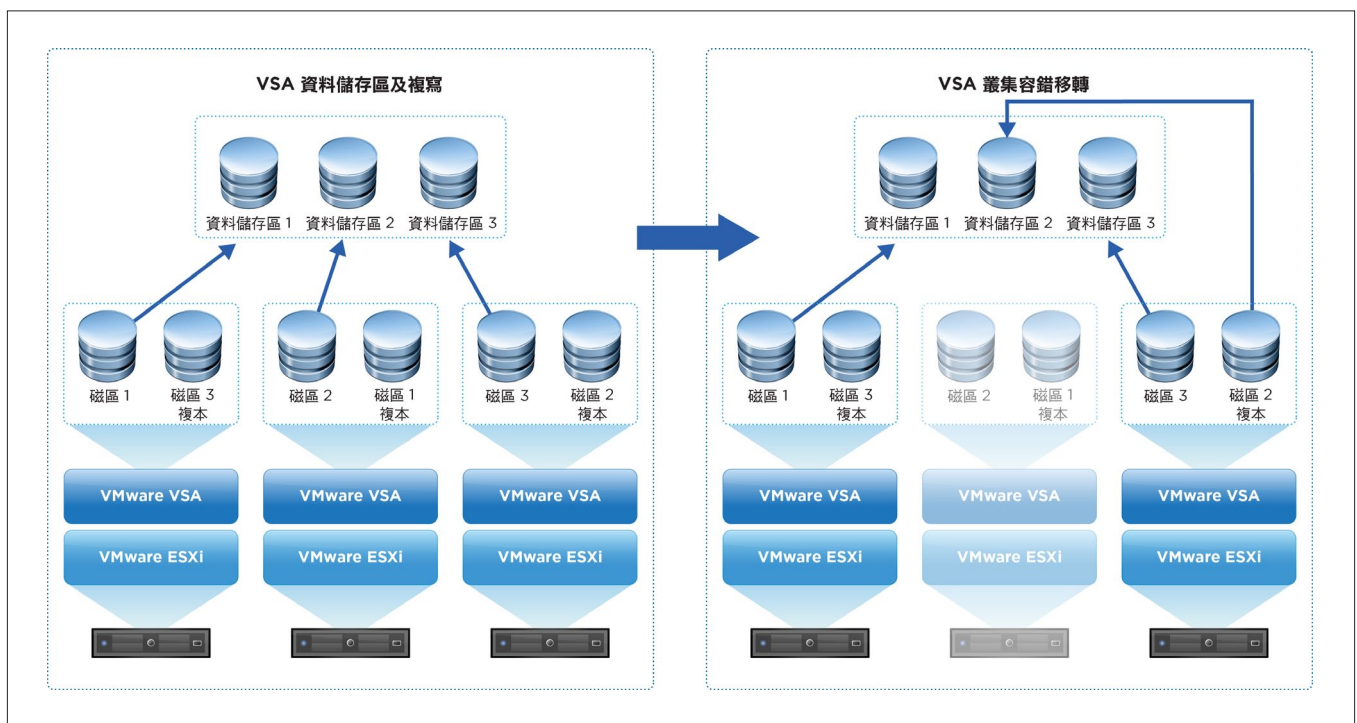 VSA 資料儲存區及複寫
資料儲存區 1
資料儲存區 2
資料儲存區 3
磁區 1
磁區 3
複本
磁區 2
磁區 1
複本
磁區 3
磁區 2
複本
VMware VSA
VMware VSA
VMware VSA
VMware ESXi
VMware ESXi
VMware ESXi
VSA 叢集容錯移轉
資料儲存區 1
資料儲存區 2
資料儲存區 3
磁區 1
磁區 3
複本
磁區 2
磁區 1
複本
磁區 3
磁區 2
複本
VMware VSA
VMware VSA
VMware VSA
VMware ESXi
VMware ESXi
VMware ESXi